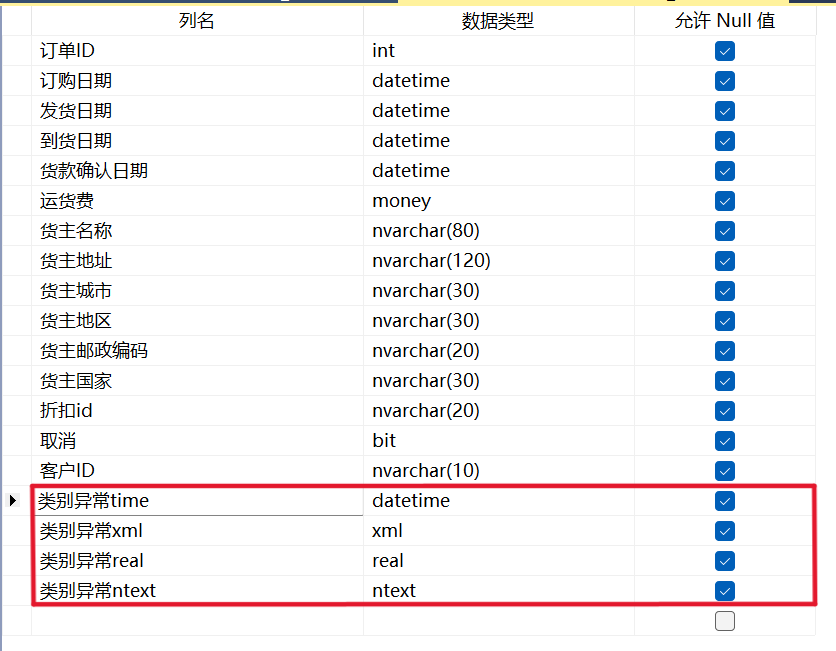 列名 数据类型 允许 Null 值
订单ID int
订购日期 datetime
发货日期 datetime
到货日期 datetime
货款确认日期 datetime
运货费 money
货主名称 nvarchar(80)
货主地址 nvarchar(120)
货主城市 nvarchar(30)
货主地区 nvarchar(30)
货主邮政编码 nvarchar(20)
货主国家 nvarchar(30)
折扣id nvarchar(20)
取消 bit
客户ID nvarchar(10)
类别异常time datetime
类别异常xml xml
类别异常real real
类别异常ntext ntext